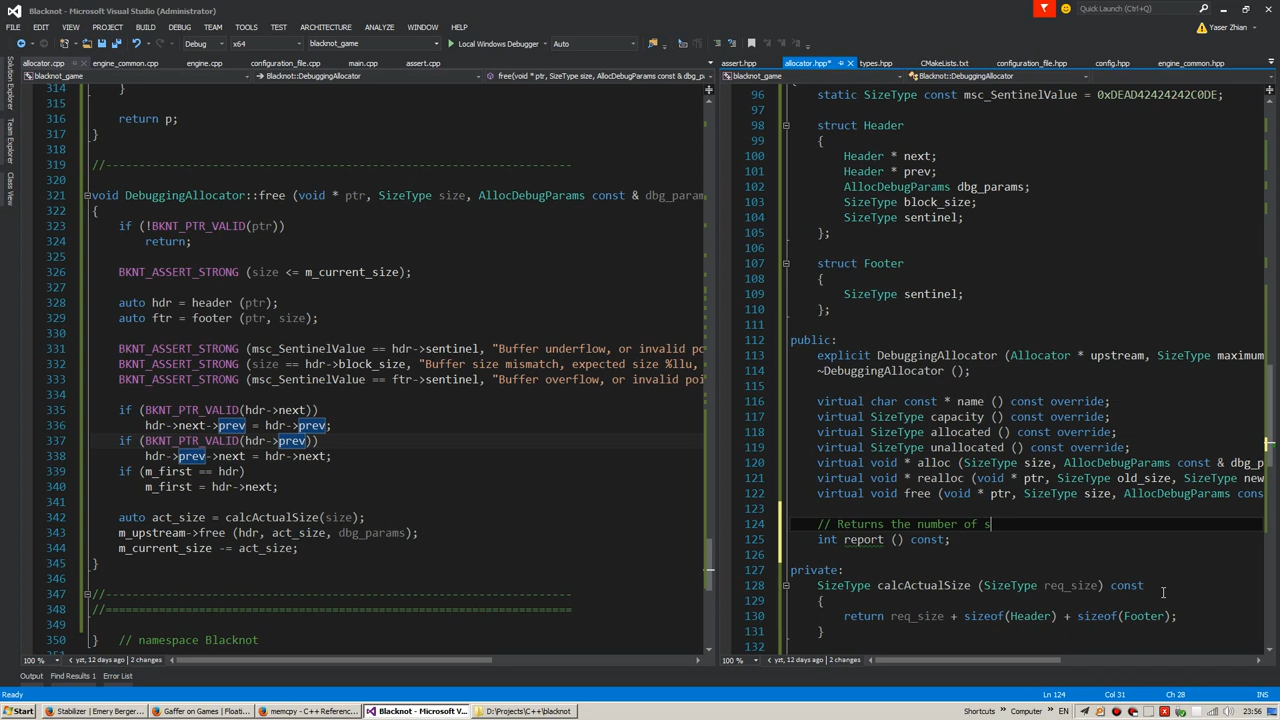 Blacknot - Microsoft Visual Studio (Administrator)
Quick Launch (Ctrl+Q)
FILE EDIT VIEW PROJECT BUILD DEBUG TEAM TOOLS TEST ARCHITECTURE ANALYZE WINDOW HELP
Yaser Zhian
Debug x64 blacknot_game Local Windows Debugger Auto
Solution Explorer
Team Explorer
Class View
allocator.cpp engine_common.cpp engine.cpp configuration_file.cpp main.cpp assert.cpp
blacknot_game Blacknot::DebuggingAllocator free(void * ptr, SizeType size, AllocDebugParams const & dbg_p
314 }
315
316 return p;
317 }
318
319 //----------------------------------------------------------------------
320
321 void DebuggingAllocator::free (void * ptr, SizeType size, AllocDebugParams const & dbg_param
322 {
323 if (!BKNT_PTR_VALID(ptr))
324 return;
325
326 BKNT_ASSERT_STRONG (size <= m_current_size);
327
328 auto hdr = header (ptr);
329 auto ftr = footer (ptr, size);
330
331 BKNT_ASSERT_STRONG (msc_SentinelValue == hdr->sentinel, "Buffer underflow, or invalid po
332 BKNT_ASSERT_STRONG (size == hdr->block_size, "Buffer size mismatch, expected size %llu,
333 BKNT_ASSERT_STRONG (msc_SentinelValue == ftr->sentinel, "Buffer overflow, or invalid poi
334
335 if (BKNT_PTR_VALID(hdr->next))
336 hdr->next->prev = hdr->prev;
337 if (BKNT_PTR_VALID(hdr->prev))
338 hdr->prev->next = hdr->next;
339 if (m_first == hdr)
340 m_first = hdr->next;
341
342 auto act_size = calcActualSize(size);
343 m_upstream->free (hdr, act_size, dbg_params);
344 m_current_size -= act_size;
345 }
346
347 //----------------------------------------------------------------------
348 //======================================================================
349
350 } // namespace Blacknot
100 % yzt, 12 days ago | 2 changes
assert.hpp allocator.hpp* types.hpp CMakeLists.txt configuration_file.hpp config.hpp engine_common.hpp
blacknot_game Blacknot::DebuggingAllocator
96 static SizeType const msc_SentinelValue = 0xDEAD42424242C0DE;
97
98 struct Header
99 {
100 Header * next;
101 Header * prev;
102 AllocDebugParams dbg_params;
103 SizeType block_size;
104 SizeType sentinel;
105 };
106
107 struct Footer
108 {
109 SizeType sentinel;
110 };
111
112 public:
113 explicit DebuggingAllocator (Allocator * upstream, SizeType maximum
114 ~DebuggingAllocator ();
115
116 virtual char const * name () const override;
117 virtual SizeType capacity () const override;
118 virtual SizeType allocated () const override;
119 virtual SizeType unallocated () const override;
120 virtual void * alloc (SizeType size, AllocDebugParams const & dbg_p
121 virtual void * realloc (void * ptr, SizeType old_size, SizeType new
122 virtual void free (void * ptr, SizeType size, AllocDebugParams cons
123
124 // Returns the number of s
125 int report () const;
126
127 private:
128 SizeType calcActualSize (SizeType req_size) const
129 {
130 return req_size + sizeof(Header) + sizeof(Footer);
131 }
132
100 % yzt, 12 days ago | 2 changes
Output Find Results 1 Error List
Ready Ln 124 Col 31 Ch 28 INS
Start Stabilizer | Emery Berger... Gaffer on Games | Floati... memcpy - C++ Referenc... Blacknot - Microsoft V... D:\Projects\C++\blacknot Shortcuts » Computer » EN 23:56